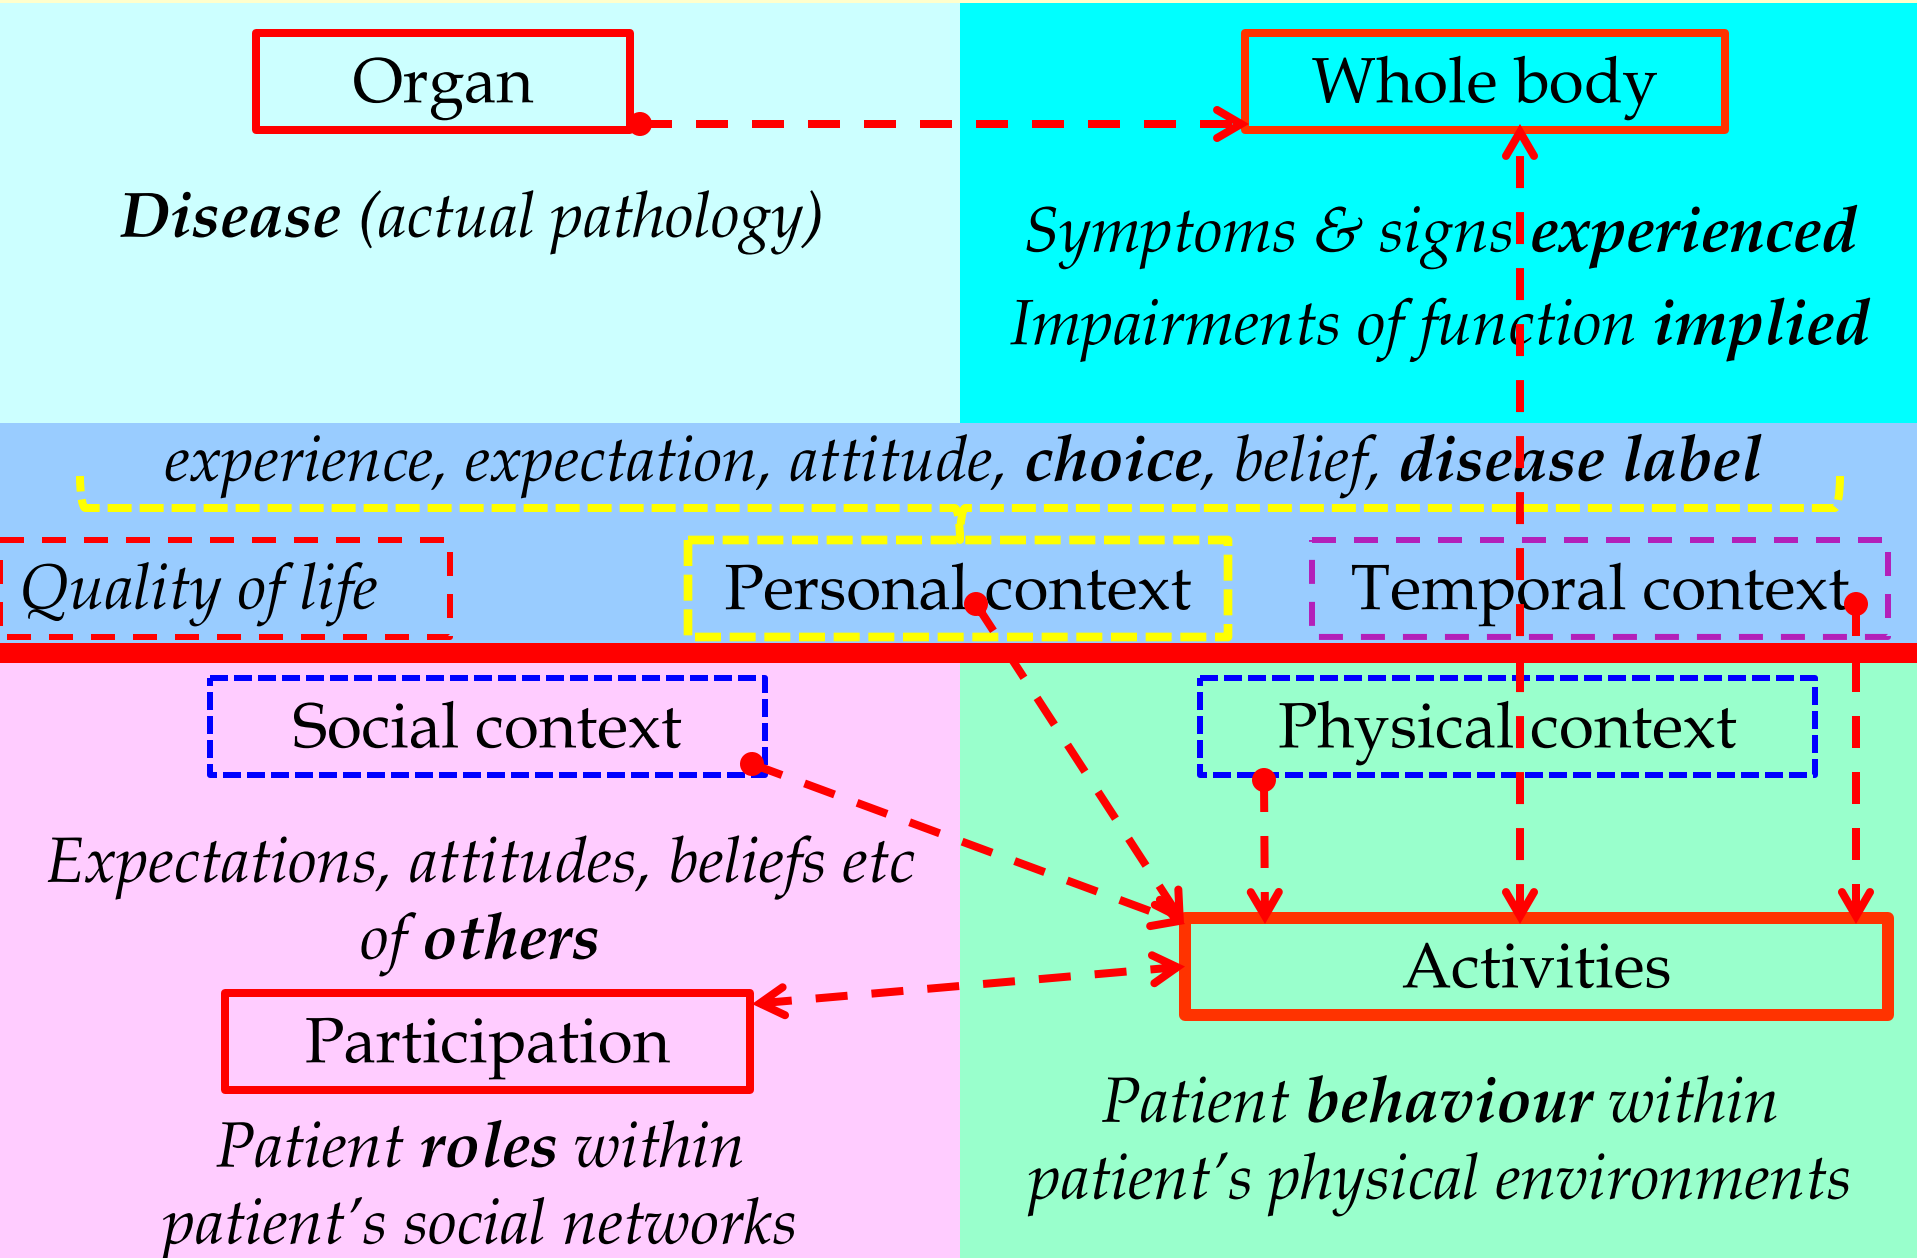 Organ
Whole body
Disease (actual pathology)
Symptoms & signs experienced
Impairments of function implied
experience, expectation, attitude, choice, belief, disease label
Quality of life
Personal context
Temporal context
Social context
Physical context
Expectations, attitudes, beliefs etc
of others
Activities
Participation
Patient behaviour within
patient's physical environments
Patient roles within
patient's social networks